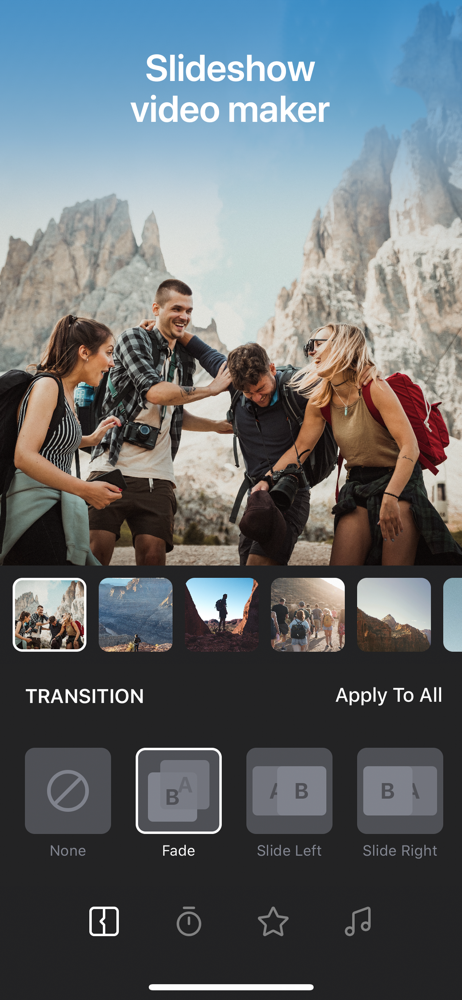 Slideshow
video maker
TRANSITION
Apply To All
B A
A B
B A
None
Fade
Slide Left
Slide Right